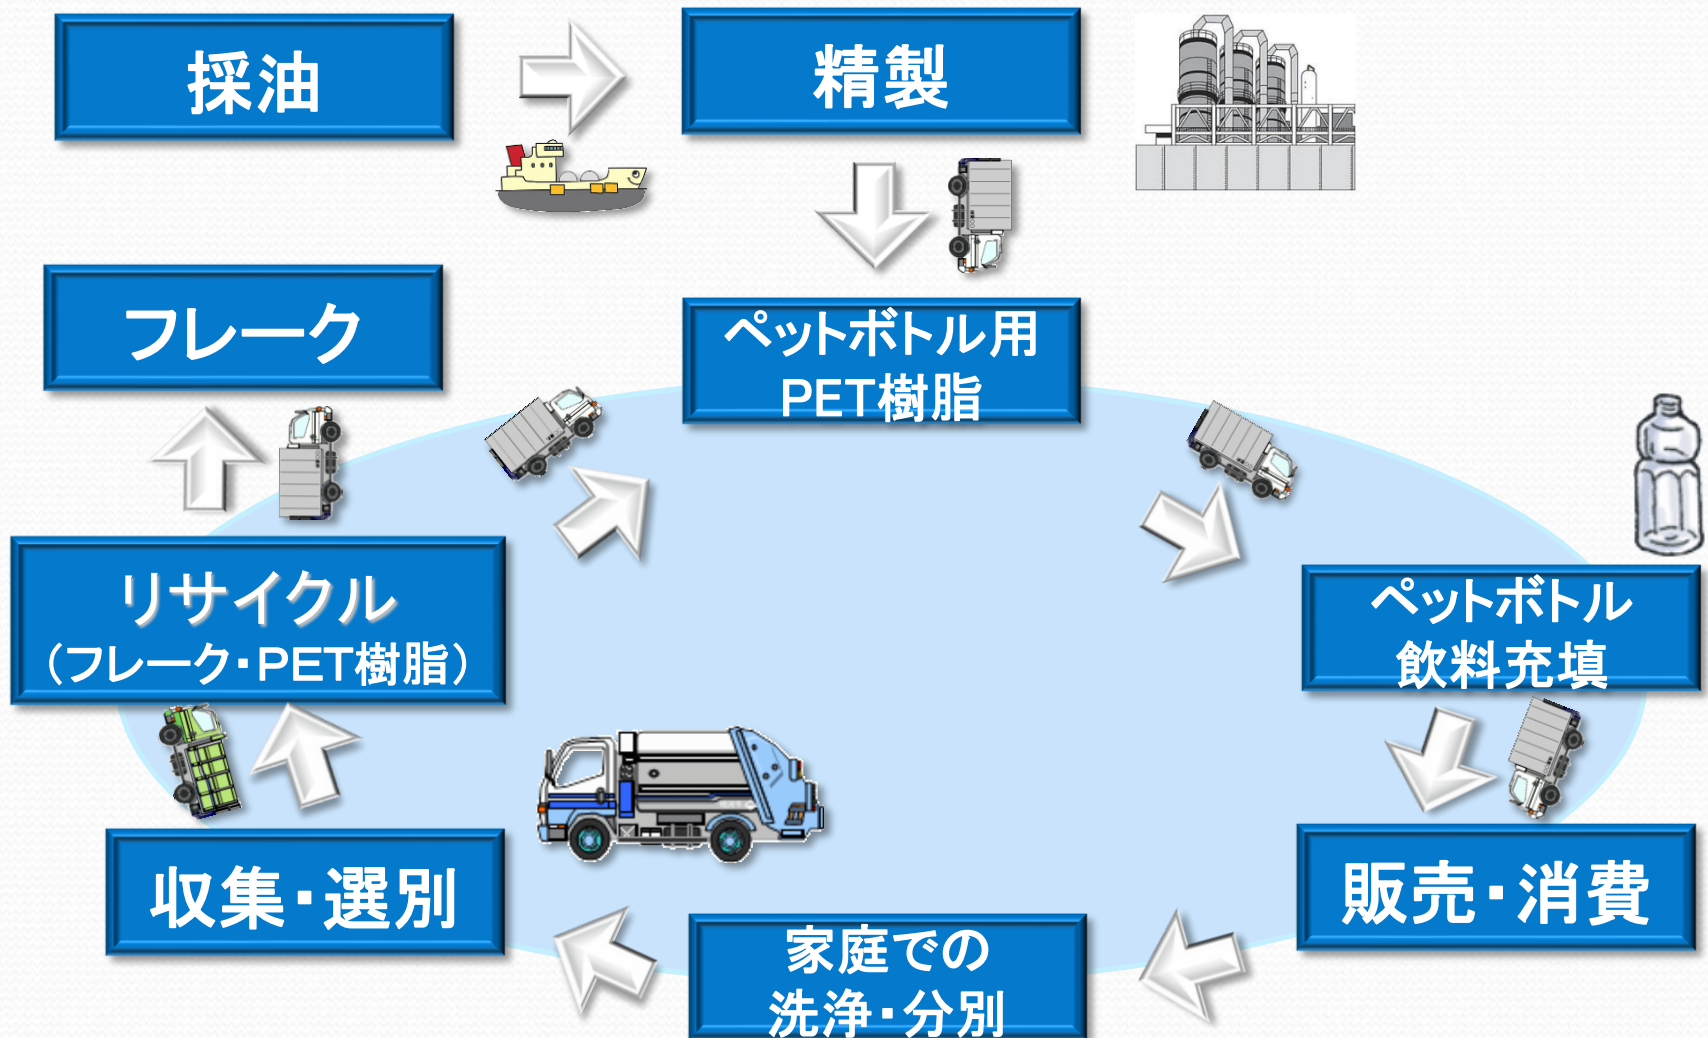 採油
精製
フレーク
ペットボトル用
PET樹脂
リサイクル
（フレーク・PET樹脂）
ペットボトル
飲料充填
収集・選別
販売・消費
家庭での
洗浄・分別